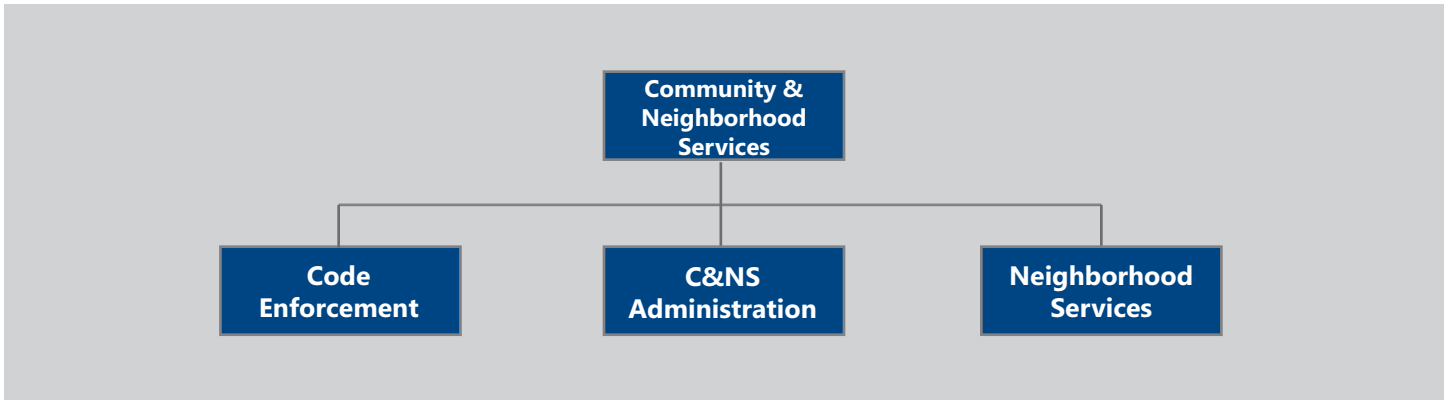 Community &
Neighborhood
Services
Code
Enforcement
C&NS
Administration
Neighborhood
Services